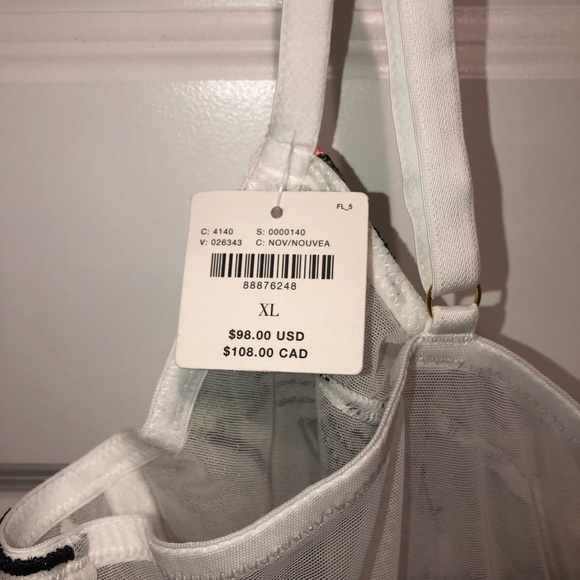 FL_5
C: 4140 S: 0000140
V: 026343 C: NOV/NOUVEA
88876248
XL
$98.00 USD
$108.00 CAD